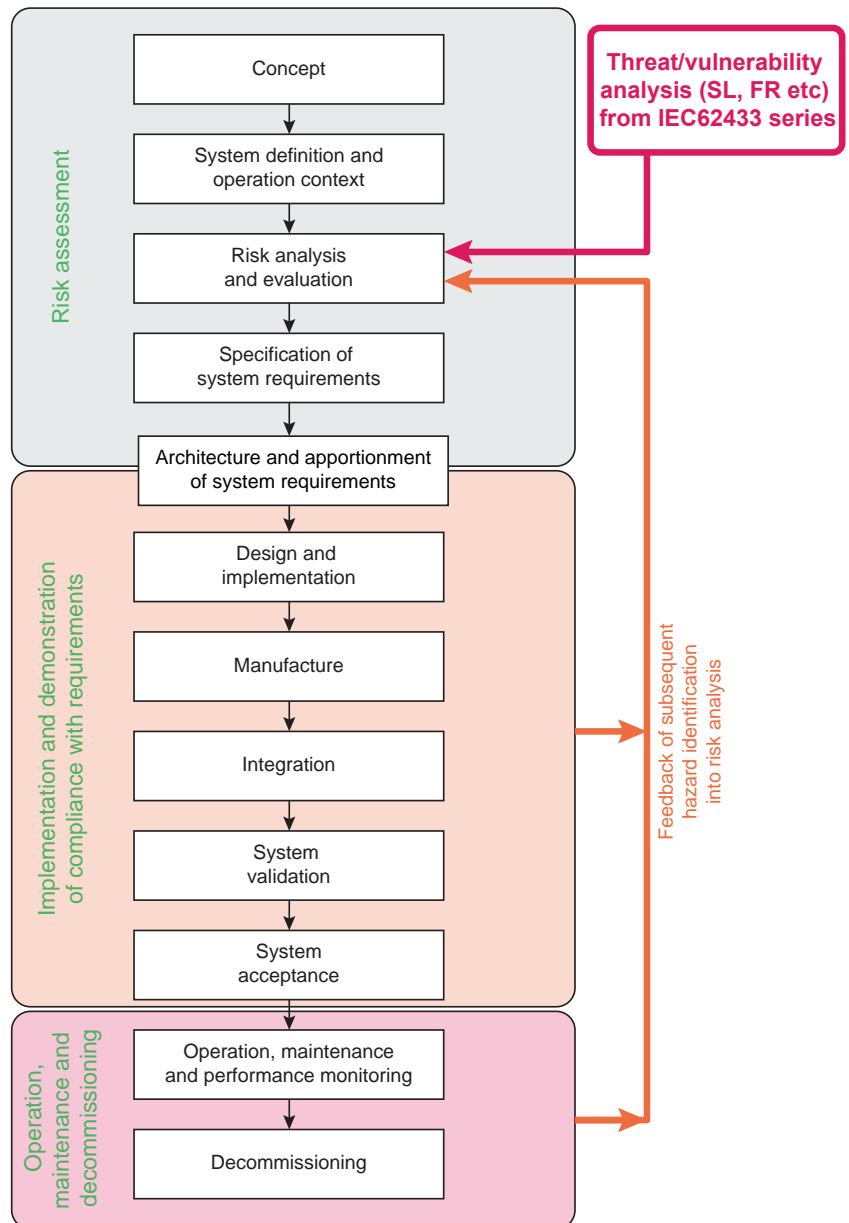 Concept
System definition and
operation context
Risk analysis
and evaluation
Specification of
system requirements
Architecture and apportionment
of system requirements
Risk assessment
Threat/vulnerability
analysis (SL, FR etc)
from IEC62433 series
Design and
implementation
Manufacture
Integration
System
validation
System
acceptance
Implementation and demonstration
of compliance with requirements
Feedback of subsequent
hazard identification
into risk analysis
Operation, maintenance
and performance monitoring
Decommissioning
Operation,
maintenance and
decommissioning